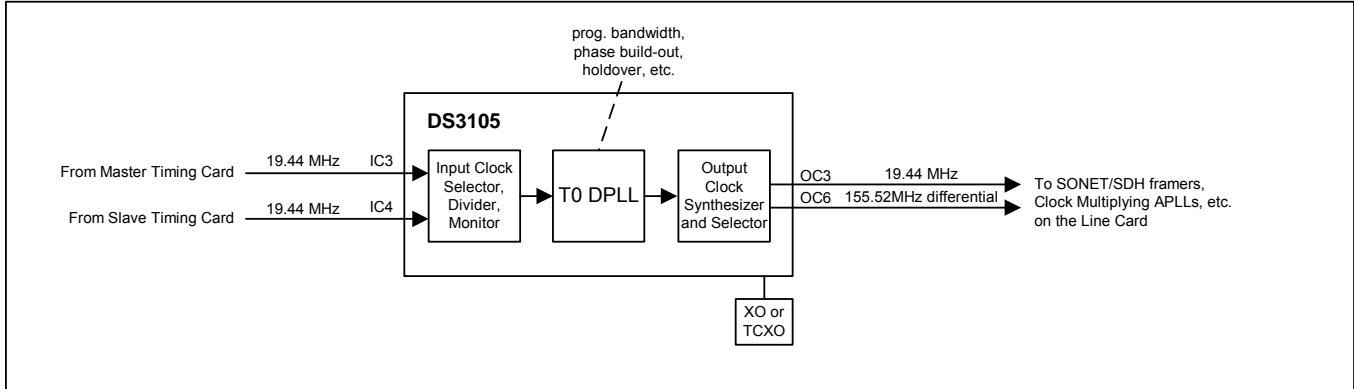 prog. bandwidth,
phase build-out,
holdover, etc.
DS3105
From Master Timing Card
19.44 MHz
IC3
From Slave Timing Card
19.44 MHz
IC4
Input Clock
Selector,
Divider,
Monitor
T0 DPLL
Output
Clock
Synthesizer
and Selector
OC3
19.44 MHz
OC6
155.52MHz differential
To SONET/SDH framers,
Clock Multiplying APLLs, etc.
on the Line Card
XO or
TCXO